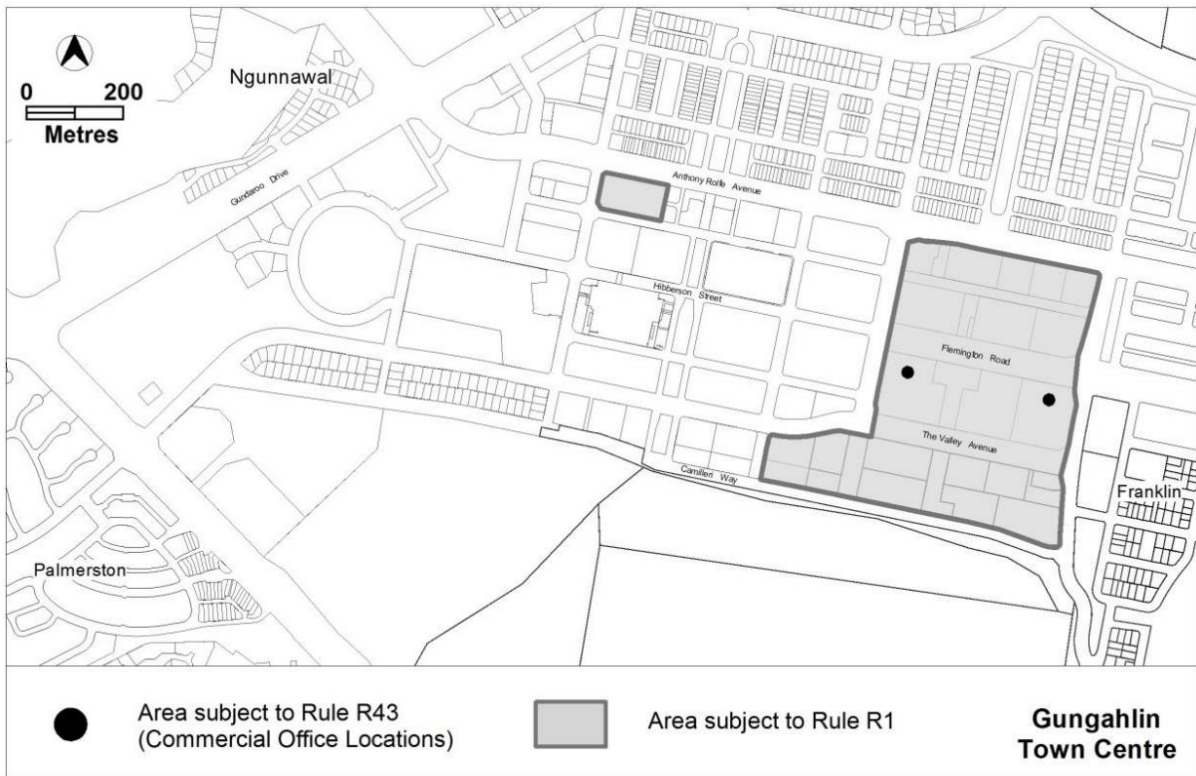 Ngunnawal
0 200
Metres
Gundaroo Drive
Anthony Rolfe Avenue
Hibberson Street
Flemington Road
The Valley Avenue
Camilleri Way
Franklin
Palmerston
Area subject to Rule R43
(Commercial Office Locations)
Area subject to Rule R1
Gungahlin
Town Centre